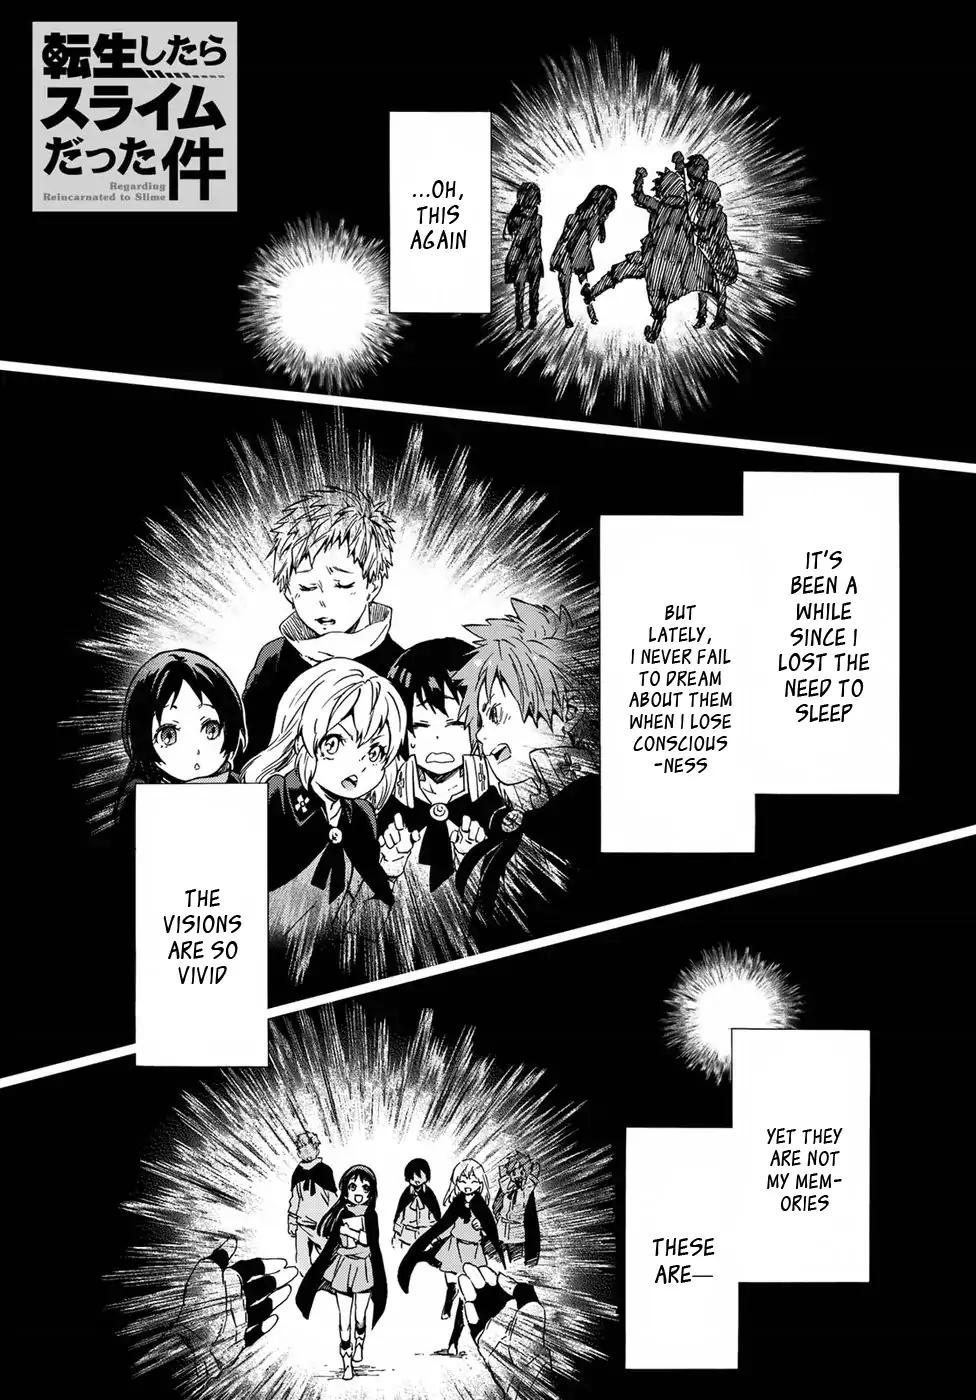 転生したら
スライム
だった件
Regarding
Reincarnated to Slime
...OH,
THIS
AGAIN
IT'S
BEEN A
WHILE
SINCE I
LOST THE
NEED TO
SLEEP
BUT
LATELY,
I NEVER FAIL
TO DREAM
ABOUT THEM
WHEN I LOSE
CONSCIOUS
-NESS
THE
VISIONS
ARE SO
VIVID
YET THEY
ARE NOT
MY MEM-
ORIES
THESE
ARE—